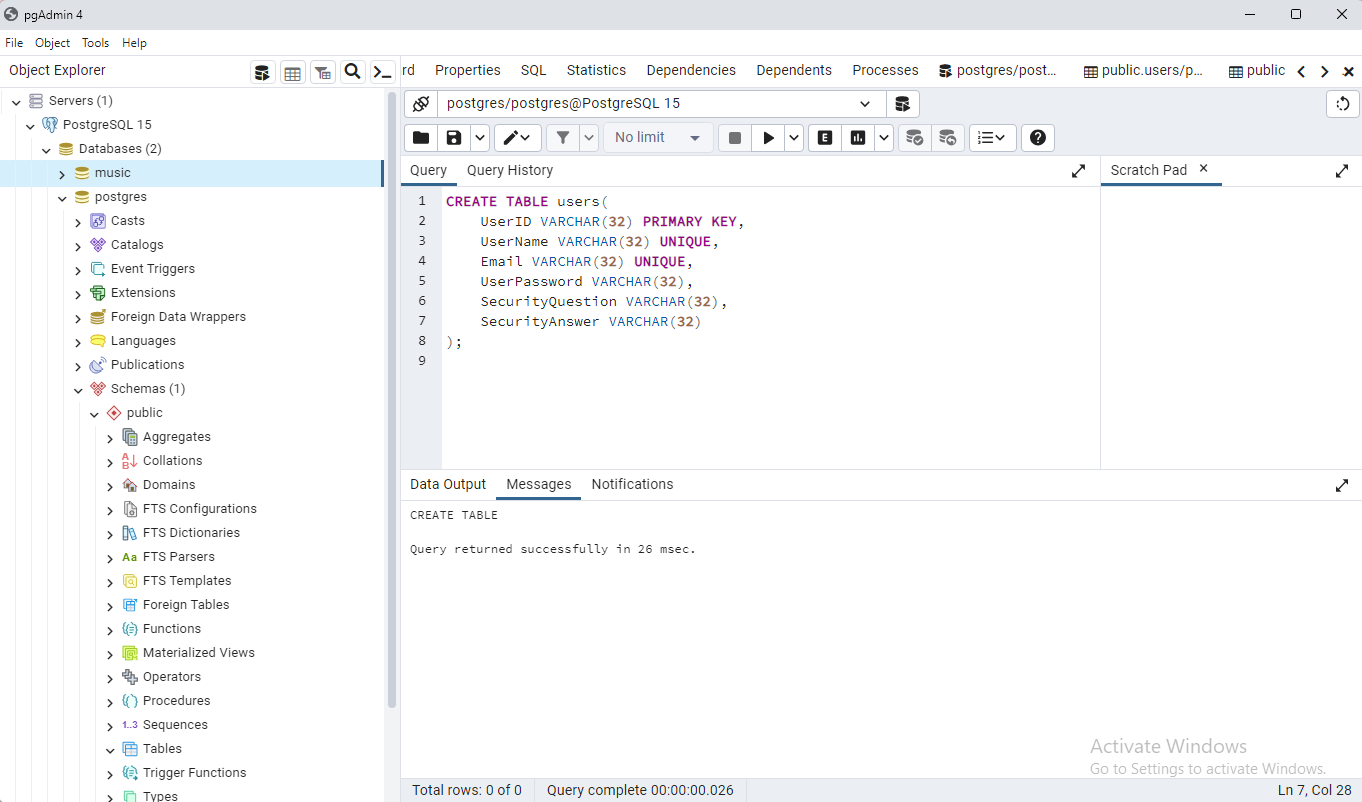 pgAdmin 4
File Object Tools Help
Object Explorer
rd Properties SQL Statistics Dependencies Dependents Processes postgres/post... public.users/p... public
Servers (1)
PostgreSQL 15
Databases (2)
music
postgres
Casts
Catalogs
Event Triggers
Extensions
Foreign Data Wrappers
Languages
Publications
Schemas (1)
public
Aggregates
Collations
Domains
FTS Configurations
FTS Dictionaries
Aa FTS Parsers
FTS Templates
Foreign Tables
Functions
Materialized Views
Operators
Procedures
1..3 Sequences
Tables
Trigger Functions
Types
postgres/postgres@PostgreSQL 15
No limit E
Query Query History
Scratch Pad
1 CREATE TABLE users(
2 UserID VARCHAR(32) PRIMARY KEY,
3 UserName VARCHAR(32) UNIQUE,
4 Email VARCHAR(32) UNIQUE,
5 UserPassword VARCHAR(32),
6 SecurityQuestion VARCHAR(32),
7 SecurityAnswer VARCHAR(32)
8 );
9
Data Output Messages Notifications
CREATE TABLE
Query returned successfully in 26 msec.
Activate Windows
Go to Settings to activate Windows.
Total rows: 0 of 0 Query complete 00:00:00.026 Ln 7, Col 28